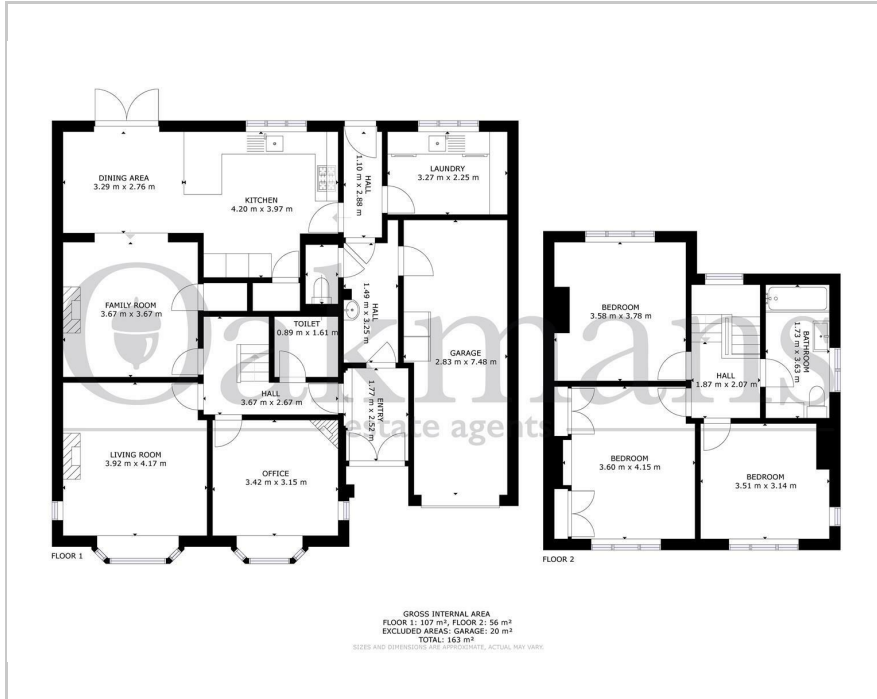 DINING AREA
3.29 m x 2.76 m
KITCHEN
4.20 m x 3.97 m
HALL
1.10 m x 2.88 m
LAUNDRY
3.27 m x 2.25 m
FAMILY ROOM
3.67 m x 3.67 m
HALL
1.49 m x 3.25 m
TOILET
0.89 m x 1.61 m
GARAGE
2.83 m x 7.48 m
HALL
3.67 m x 2.67 m
ENTRY
1.77 m x 2.52 m
LIVING ROOM
3.92 m x 4.17 m
OFFICE
3.42 m x 3.15 m
FLOOR 1
BEDROOM
3.58 m x 3.78 m
BATHROOM
1.73 m x 3.63 m
HALL
1.87 m x 2.07 m
BEDROOM
3.60 m x 4.15 m
BEDROOM
3.51 m x 3.14 m
FLOOR 2
Oakmans
estate agents
GROSS INTERNAL AREA
FLOOR 1: 107 m², FLOOR 2: 56 m²
EXCLUDED AREAS: GARAGE: 20 m²
TOTAL: 163 m²
SIZES AND DIMENSIONS ARE APPROXIMATE, ACTUAL MAY VARY.